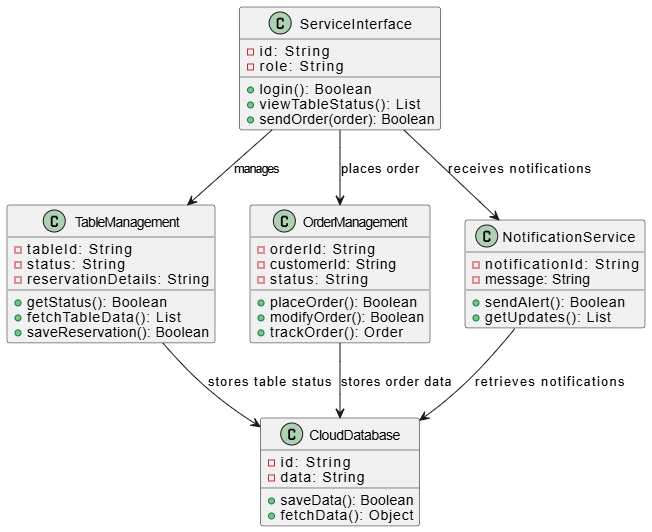 C ServiceInterface
id: String
role: String
login(): Boolean
viewTableStatus(): List
sendOrder(order): Boolean
manages
places order
receives notifications
C TableManagement
tableId: String
status: String
reservationDetails: String
getStatus(): Boolean
fetchTableData(): List
saveReservation(): Boolean
C OrderManagement
orderId: String
customerId: String
status: String
placeOrder(): Boolean
modifyOrder(): Boolean
trackOrder(): Order
C NotificationService
notificationId: String
message: String
sendAlert(): Boolean
getUpdates(): List
stores table status
stores order data
retrieves notifications
C CloudDatabase
id: String
data: String
saveData(): Boolean
fetchData(): Object